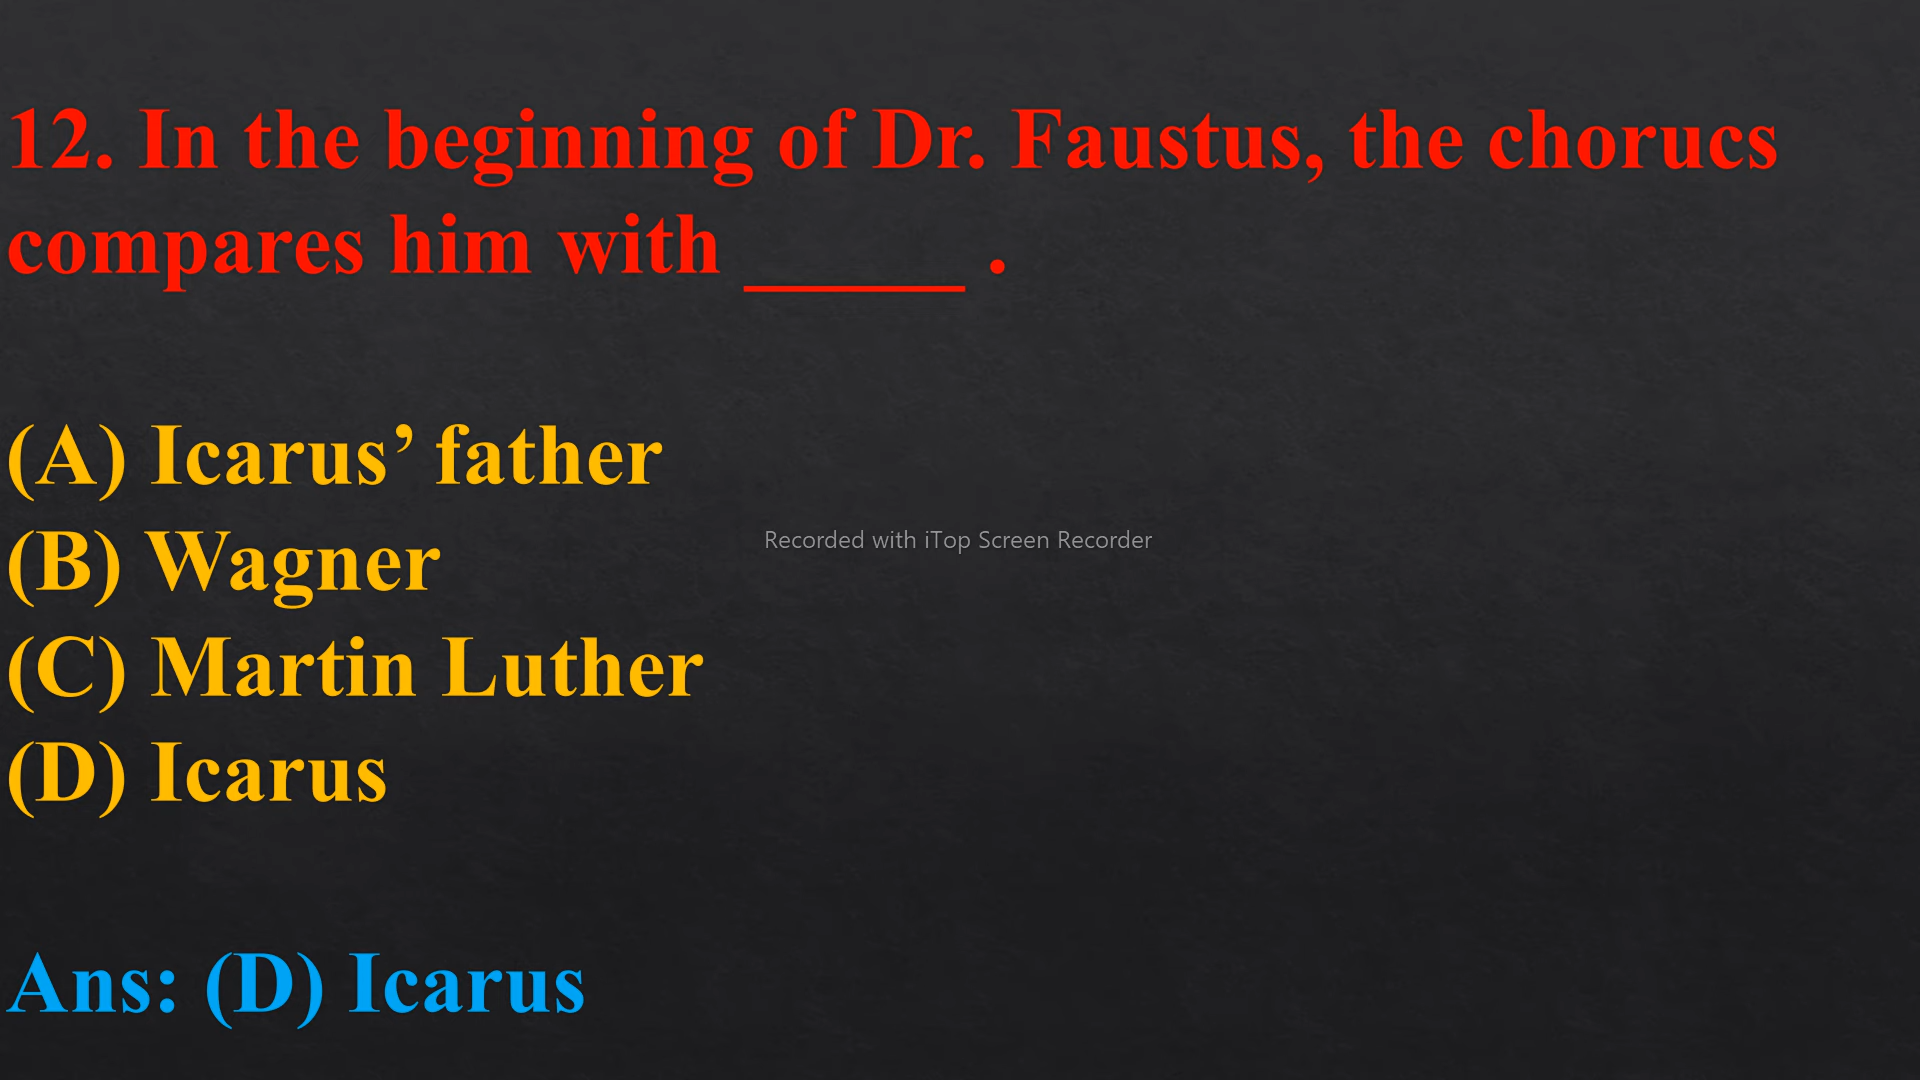 12. In the beginning of Dr. Faustus, the chorucs
compares him with _____ .
(A) Icarus’ father
(B) Wagner
Recorded with iTop Screen Recorder
(C) Martin Luther
(D) Icarus
Ans: (D) Icarus